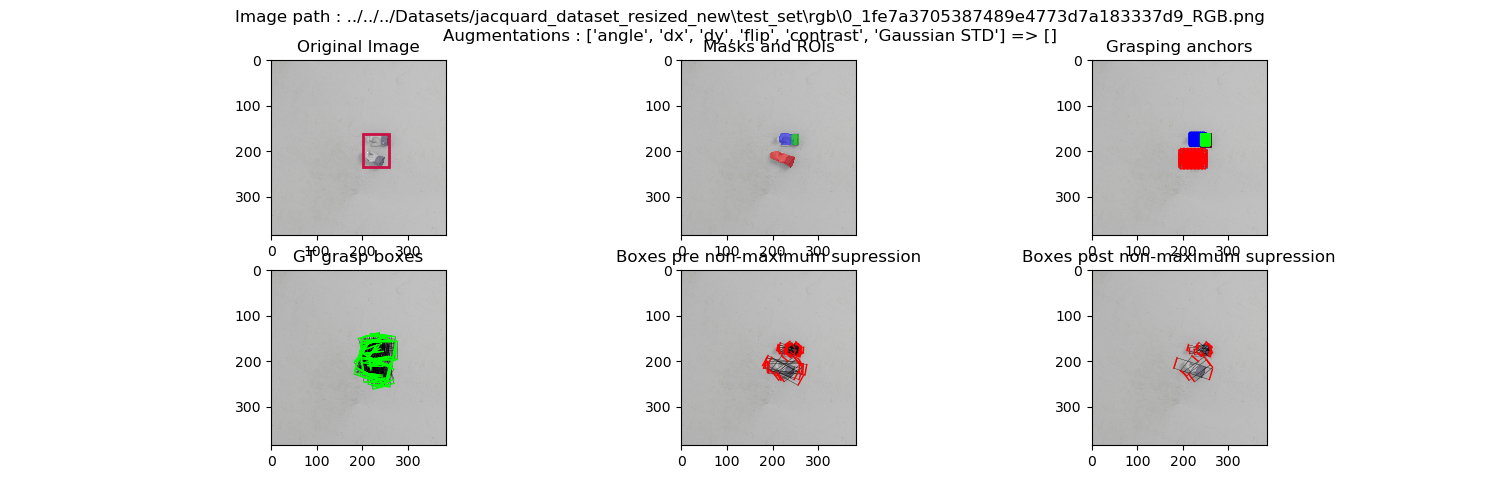 Image path : ../../../Datasets/jacquard_dataset_resized_new\test_set\rgb\0_1fe7a3705387489e4773d7a183337d9_RGB.png
Augmentations : ['angle', 'dx', 'dy', 'flip', 'contrast', 'Gaussian STD'] => []
Original Image
Masks and ROIs
Grasping anchors
0
100
200
300
0 100 200 300
0
100
200
300
0 100 200 300
0
100
200
300
0 100 200 300
GT grasp boxes
Boxes pre non-maximum supression
Boxes post non-maximum supression
0
100
200
300
0 100 200 300
0
100
200
300
0 100 200 300
0
100
200
300
0 100 200 300